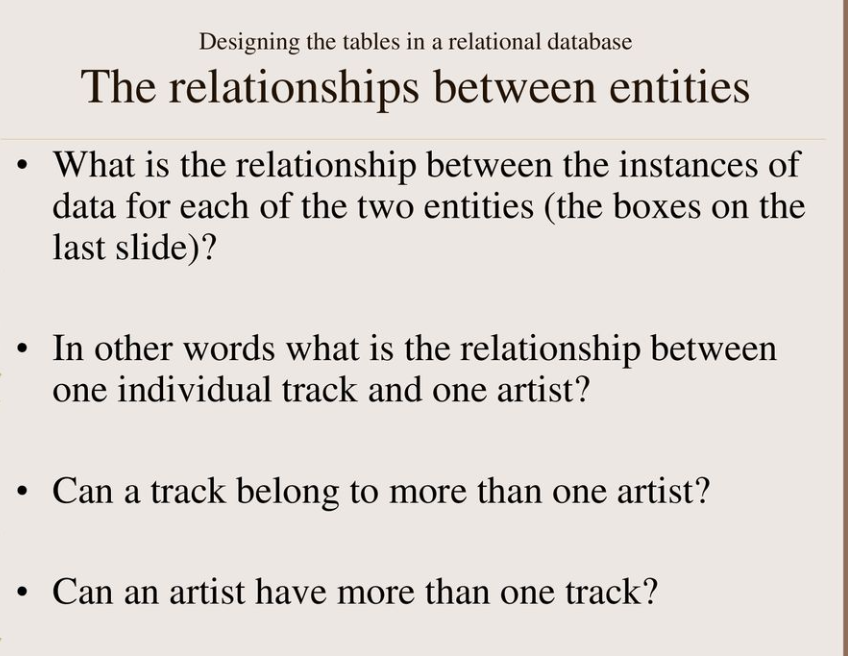 Designing the tables in a relational database
The relationships between entities
• What is the relationship between the instances of
data for each of the two entities (the boxes on the
last slide)?
• In other words what is the relationship between
one individual track and one artist?
• Can a track belong to more than one artist?
• Can an artist have more than one track?